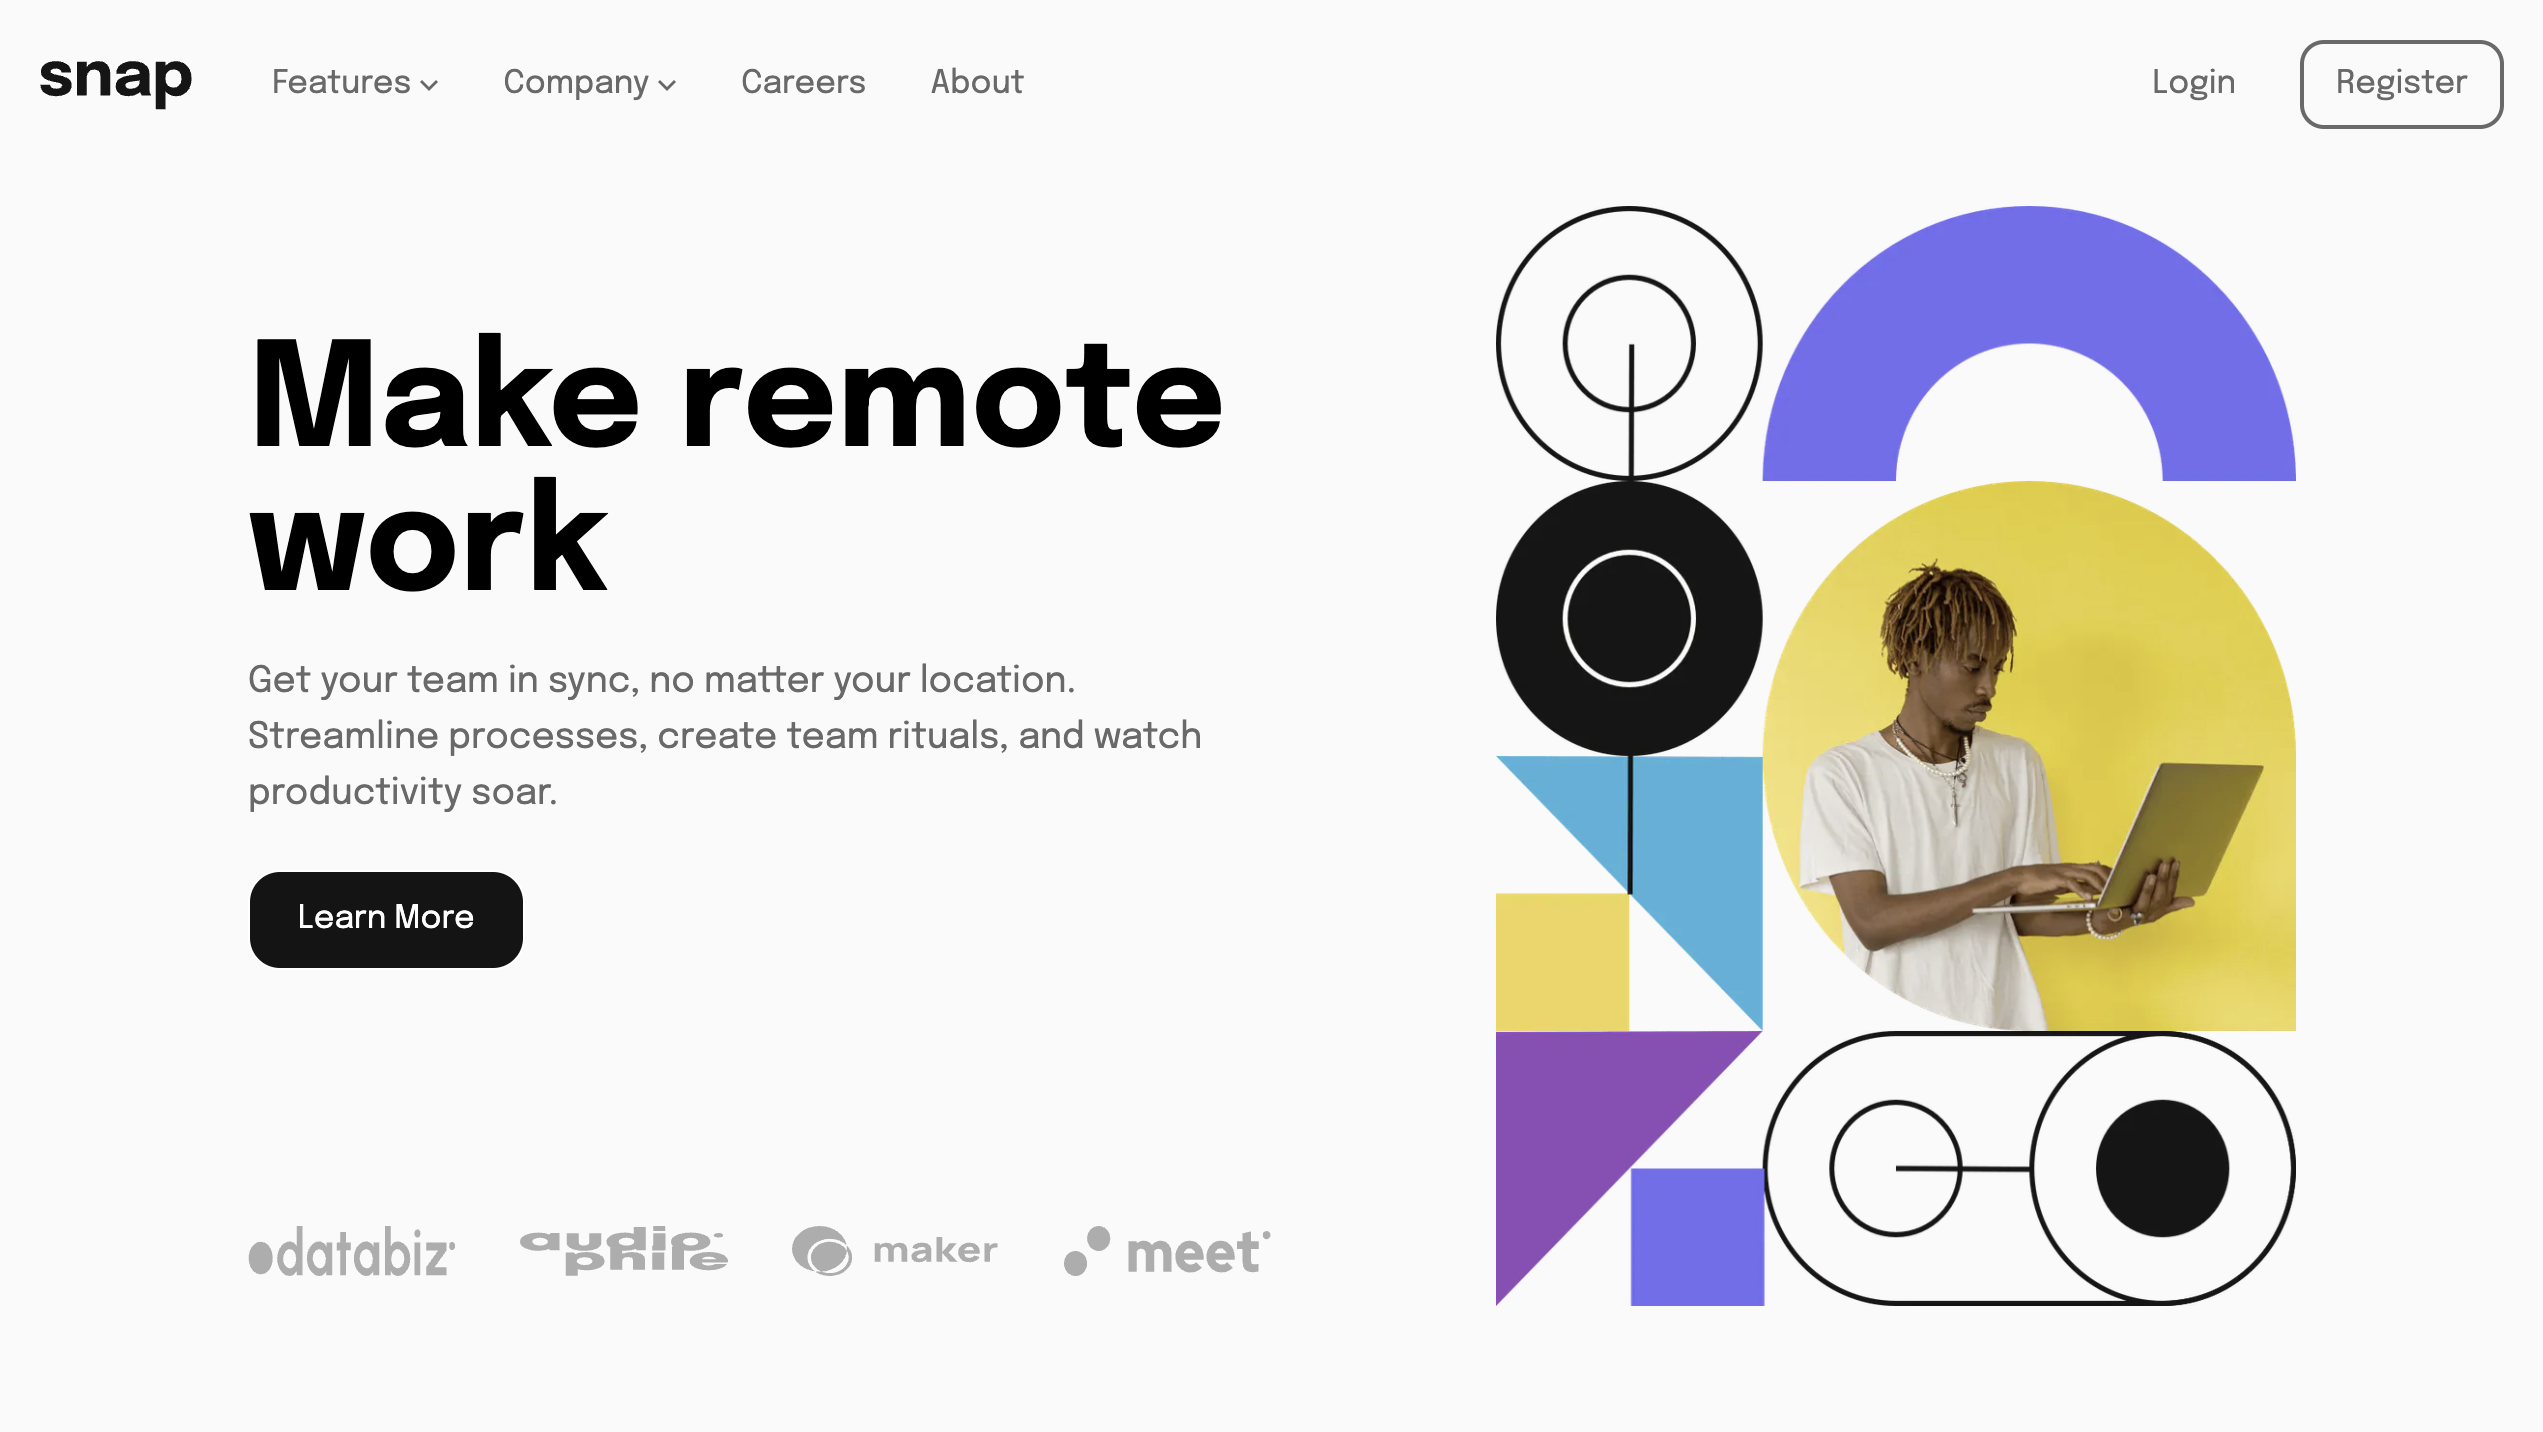 snap
Features
Company
Careers
About
Login
Register
Make remote
work
Get your team in sync, no matter your location.
Streamline processes, create team rituals, and watch
productivity soar.
Learn More
databiz
audiophile
maker
meet